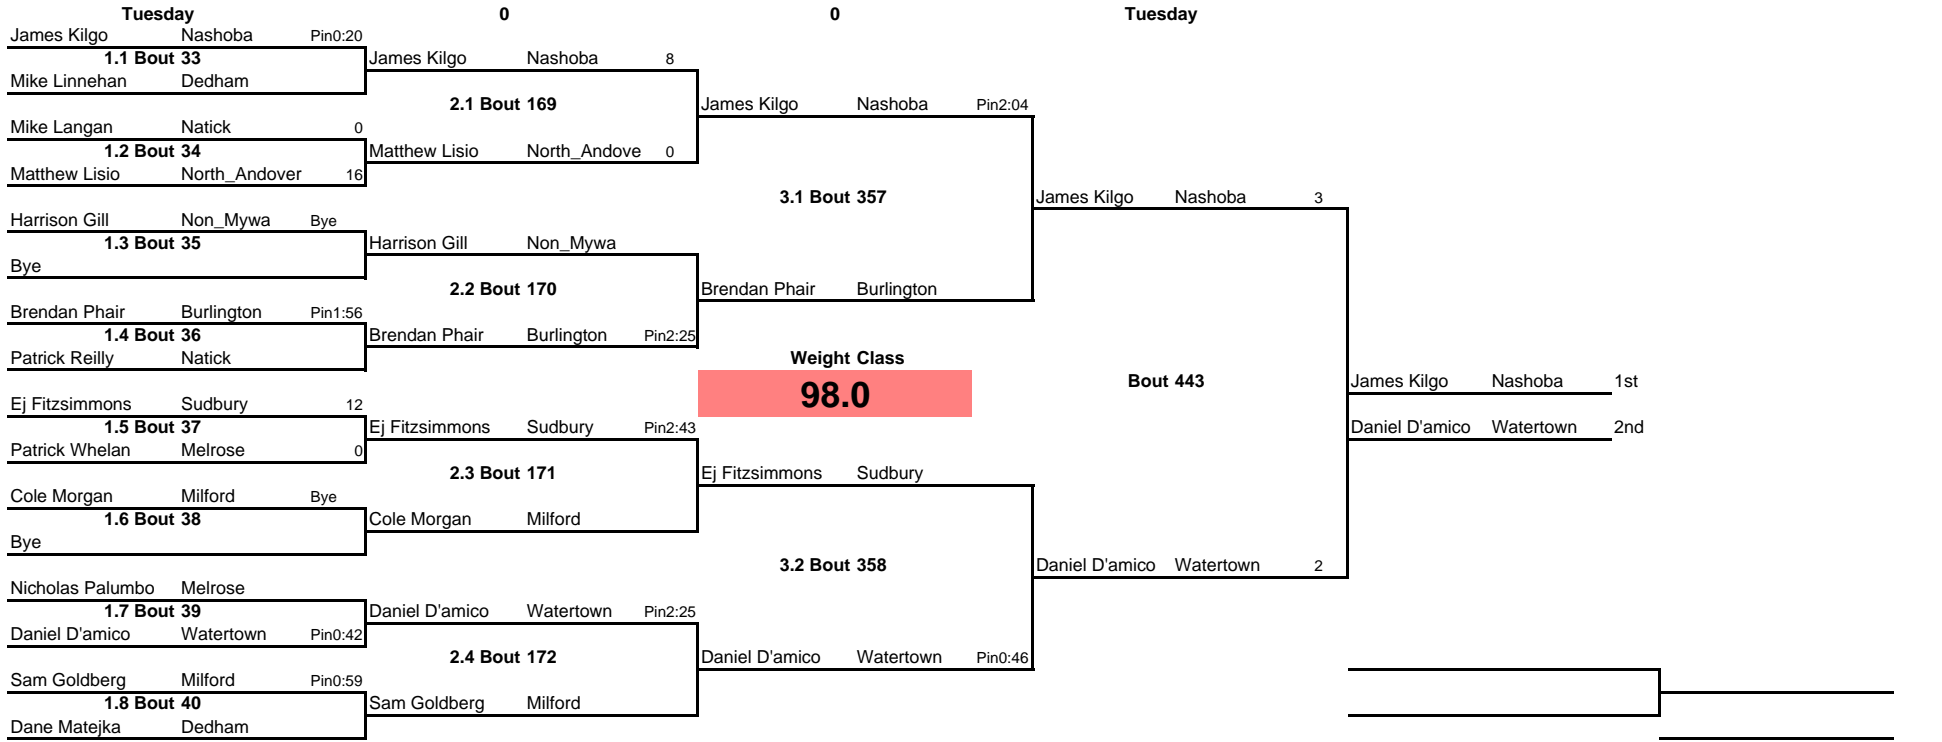 Tuesday 0 0 Tuesday
James Kilgo Nashoba Pin0:20
1.1 Bout 33 James Kilgo Nashoba 8
Mike Linnehan Dedham
2.1 Bout 169 James Kilgo Nashoba Pin2:04
Mike Langan Natick 0
1.2 Bout 34 Matthew Lisio North_Andove 0
Matthew Lisio North_Andover 16
3.1 Bout 357 James Kilgo Nashoba 3
Harrison Gill Non_Mywa Bye
1.3 Bout 35 Harrison Gill Non_Mywa
Bye
2.2 Bout 170 Brendan Phair Burlington
Brendan Phair Burlington Pin1:56
1.4 Bout 36 Brendan Phair Burlington Pin2:25
Patrick Reilly Natick Weight Class
98.0 Bout 443 James Kilgo Nashoba 1st
Ej Fitzsimmons Sudbury 12
1.5 Bout 37 Ej Fitzsimmons Sudbury Pin2:43 Daniel D'amico Watertown 2nd
Patrick Whelan Melrose 0
2.3 Bout 171 Ej Fitzsimmons Sudbury
Cole Morgan Milford Bye
1.6 Bout 38 Cole Morgan Milford
Bye
3.2 Bout 358 Daniel D'amico Watertown 2
Nicholas Palumbo Melrose
1.7 Bout 39 Daniel D'amico Watertown Pin2:25
Daniel D'amico Watertown Pin0:42
2.4 Bout 172 Daniel D'amico Watertown Pin0:46
Sam Goldberg Milford Pin0:59
1.8 Bout 40 Sam Goldberg Milford
Dane Matejka Dedham